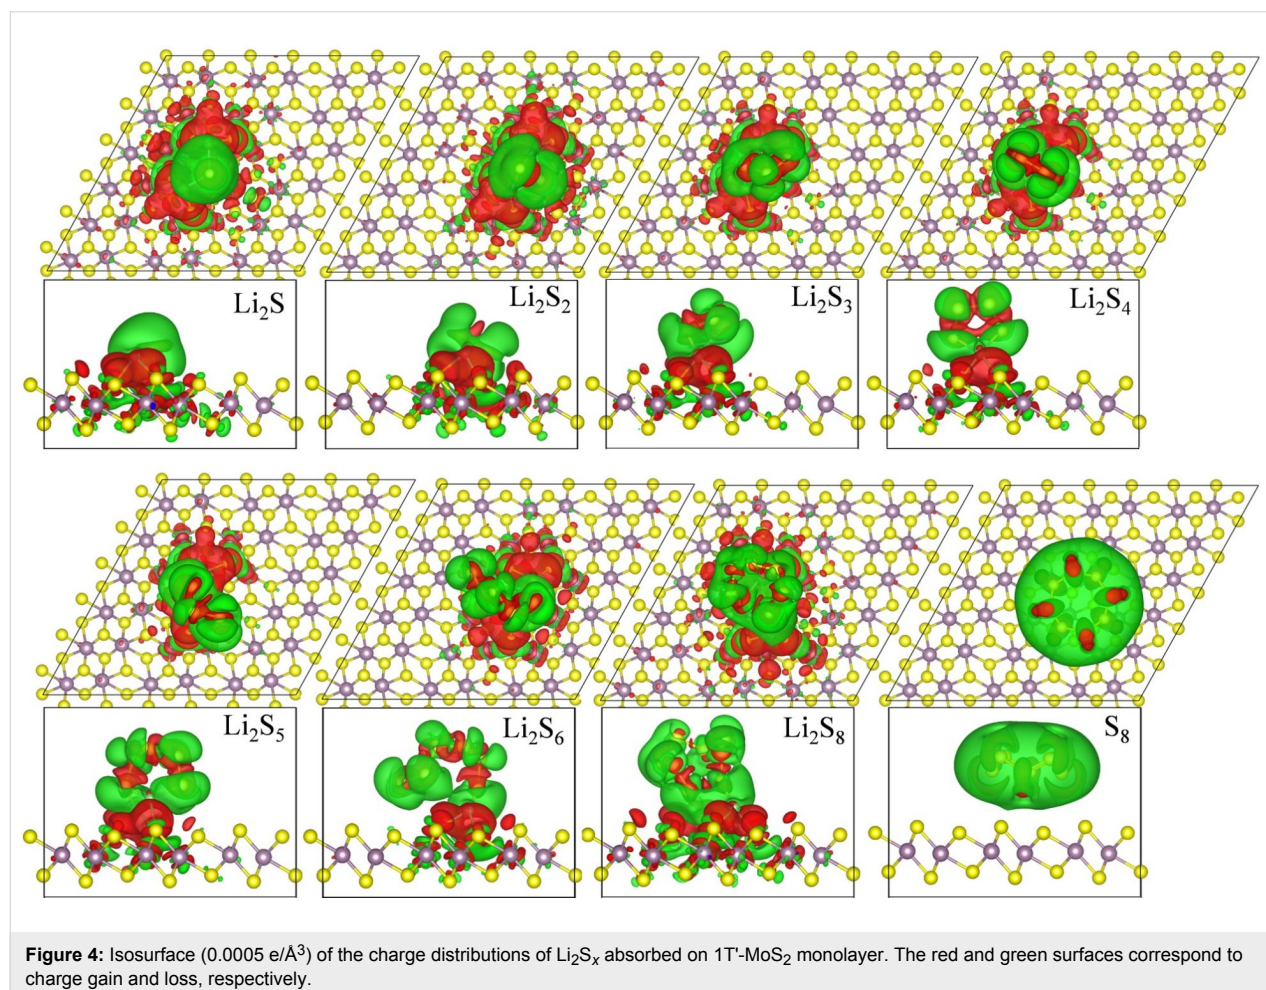 Li₂S
Li₂S₂
Li₂S₃
Li₂S₄
Li₂S₅
Li₂S₆
Li₂S₈
S₈
Figure 4: Isosurface (0.0005 e/Å³) of the charge distributions of Li₂Sₓ absorbed on 1T'-MoS₂ monolayer. The red and green surfaces correspond to
charge gain and loss, respectively.